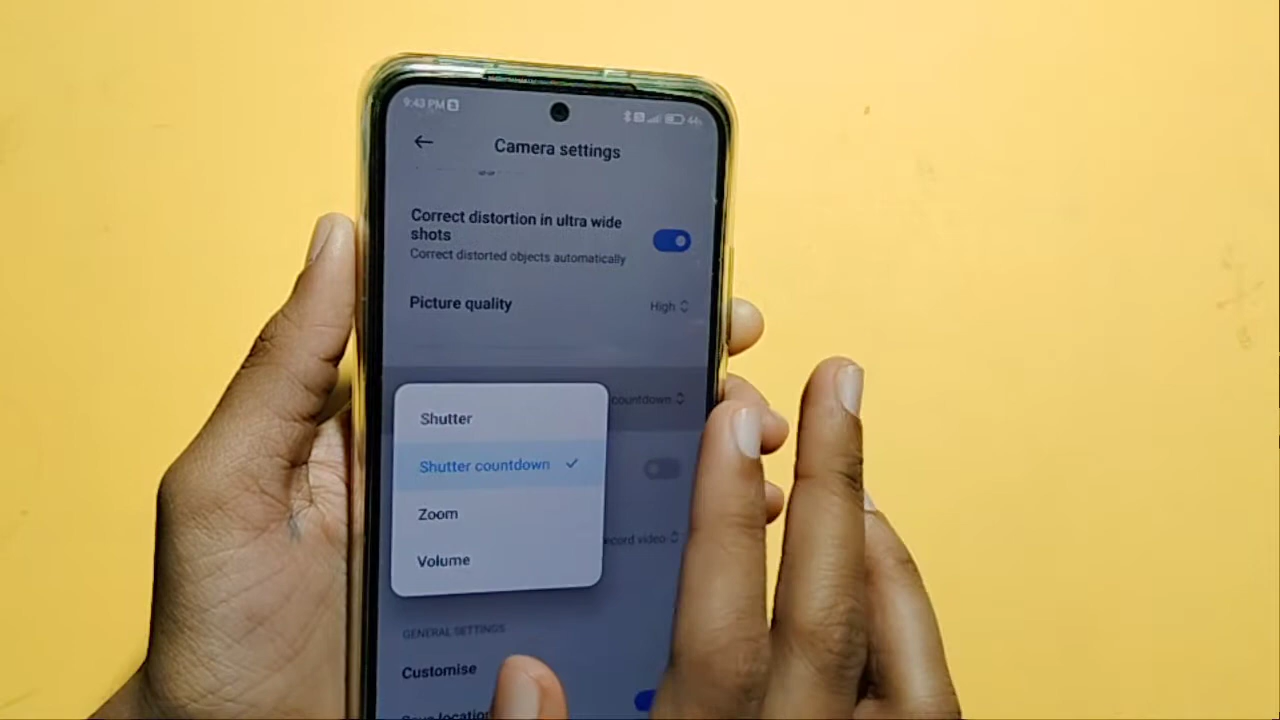 9:43 PM
44
Camera settings
Correct distortion in ultra wide
shots
Correct distorted objects automatically
Picture quality
High
countdown
Shutter
Shutter countdown
Zoom
Volume
ecord video
GENERAL SETTINGS
Customise